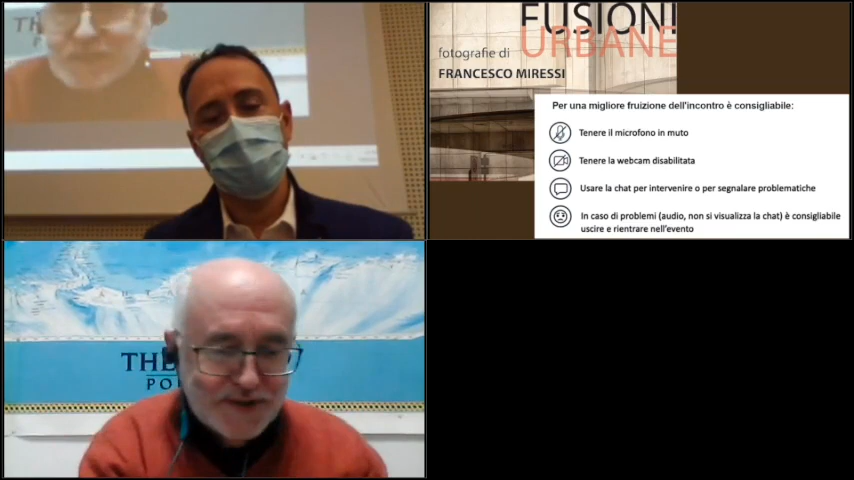 TH
FUSIONI
URBANE
fotografie di
FRANCESCO MIRESSI
Per una migliore fruizione dell'incontro è consigliabile:
Tenere il microfono in muto
Tenere la webcam disabilitata
Usare la chat per intervenire o per segnalare problematiche
In caso di problemi (audio, non si visualizza la chat) è consigliabile
uscire e rientrare nell'evento
THE
PO